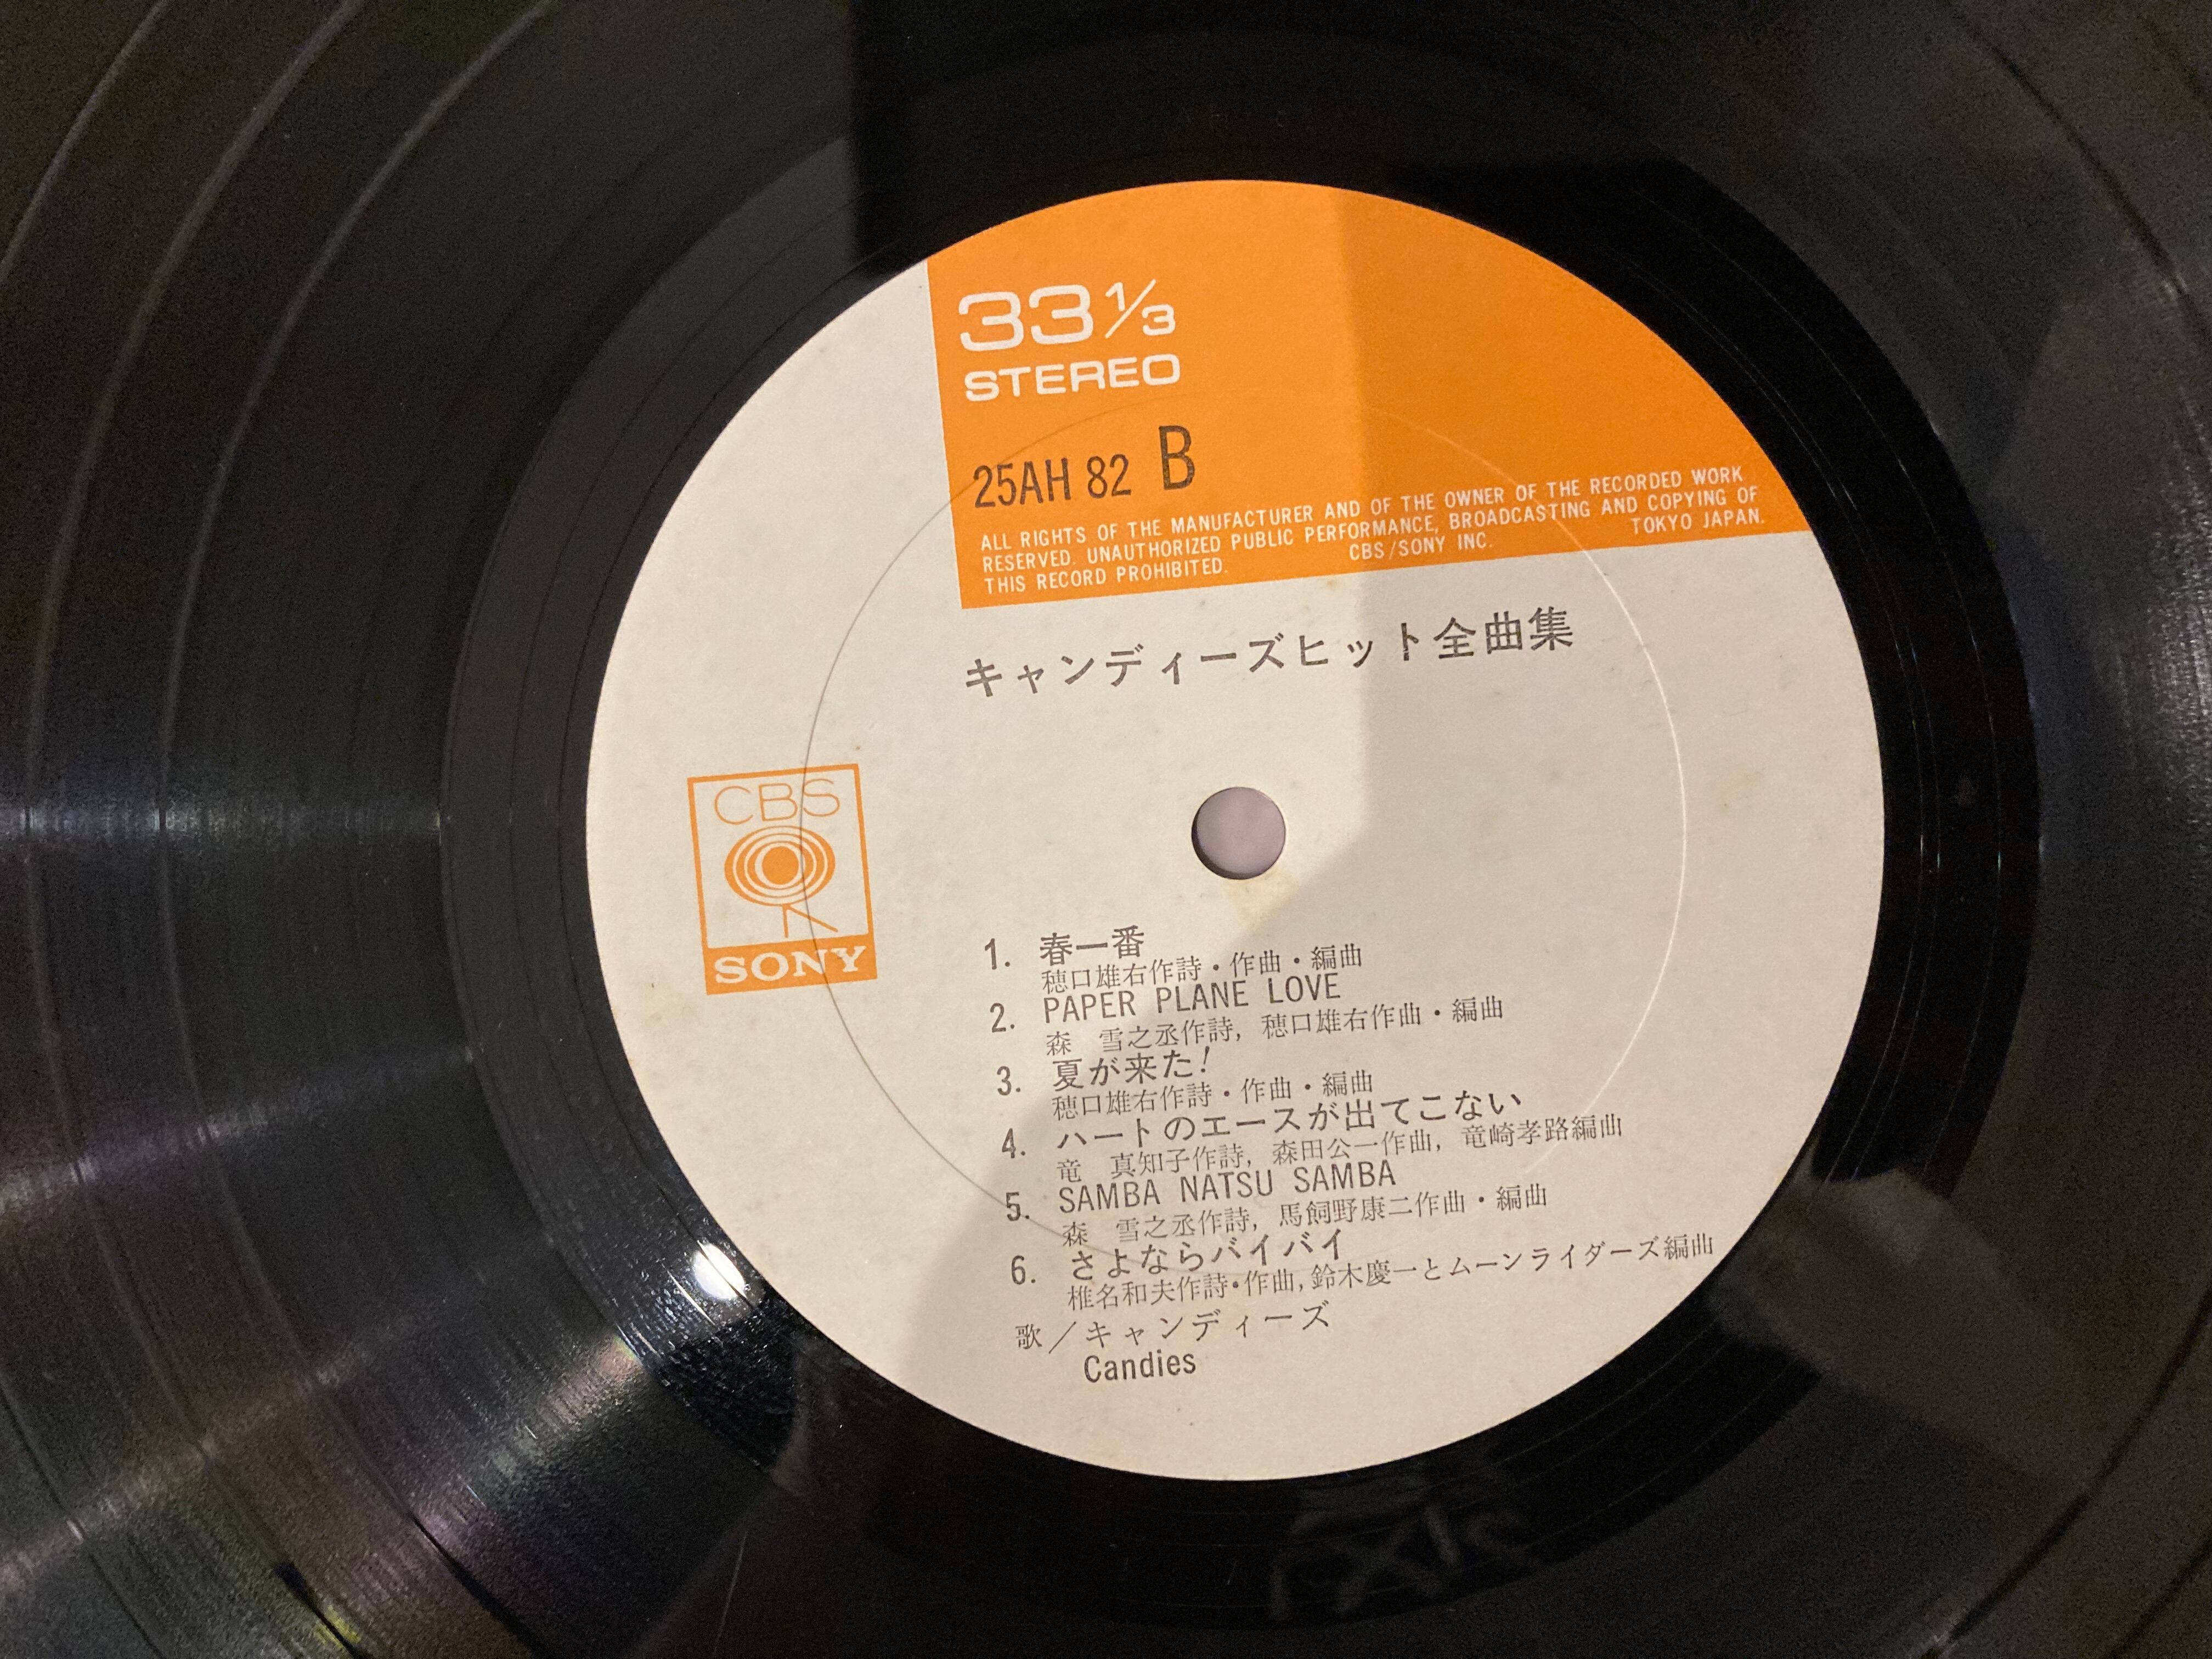 33 1/3
STEREO
25AH 82 B
ALL RIGHTS OF THE MANUFACTURER AND OF THE OWNER OF THE RECORDED WORK
RESERVED. UNAUTHORIZED PUBLIC PERFORMANCE, BROADCASTING AND COPYING OF
THIS RECORD PROHIBITED. CBS/SONY INC. TOKYO JAPAN.
キャンディーズヒット全曲集
CBS
SONY
1. 春一番
穂口雄右作詩・作曲・編曲
2. PAPER PLANE LOVE
森 雪之丞作詩, 穂口雄右作曲・編曲
3. 夏が来た!
穂口雄右作詩・作曲・編曲
4. ハートのエースが出てこない
竜 真知子作詩, 森田公一作曲, 竜崎孝路編曲
5. SAMBA NATSU SAMBA
森 雪之丞作詩, 馬飼野康二作曲・編曲
6. さよならバイバイ
椎名和夫作詩・作曲, 鈴木慶一とムーンライダーズ編曲
歌/キャンディーズ
Candies